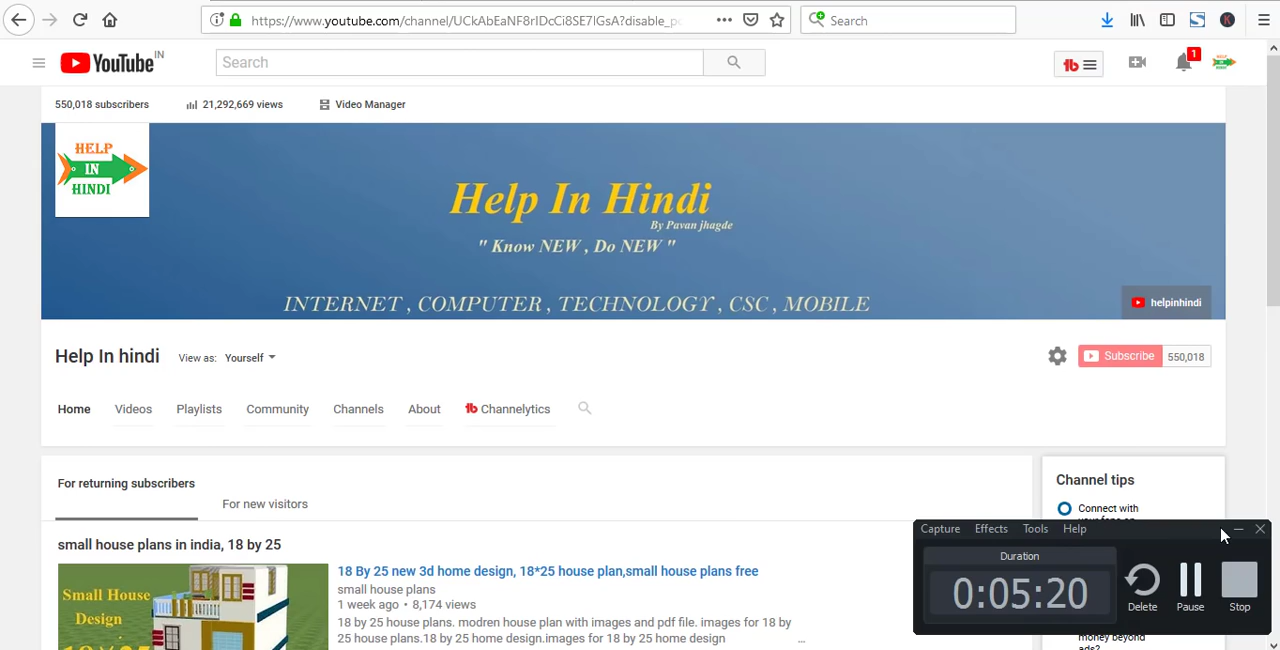 https://www.youtube.com/channel/UCkAbEaNF8rIDcCi8SE7IGsA?disable_po
Search
YouTube IN
Search
tb
1
550,018 subscribers
21,292,669 views
Video Manager
HELP
IN
HINDI
Help In Hindi
By Pavan jhagde
" Know NEW , Do NEW "
INTERNET , COMPUTER , TECHNOLOGY , CSC , MOBILE
helpinhindi
Help In hindi
View as: Yourself
Subscribe 550,018
Home Videos Playlists Community Channels About tb Channelytics
For returning subscribers
For new visitors
Channel tips
Connect with
small house plans in india, 18 by 25
18 By 25 new 3d home design, 18*25 house plan,small house plans free
small house plans
1 week ago • 8,174 views
18 by 25 house plans. modren house plan with images and pdf file. images for 18 by
25 house plans.18 by 25 home design.images for 18 by 25 home design
...
Small House
Design
Capture Effects Tools Help
Duration
0:05:20
Delete Pause Stop
money beyond
ads?